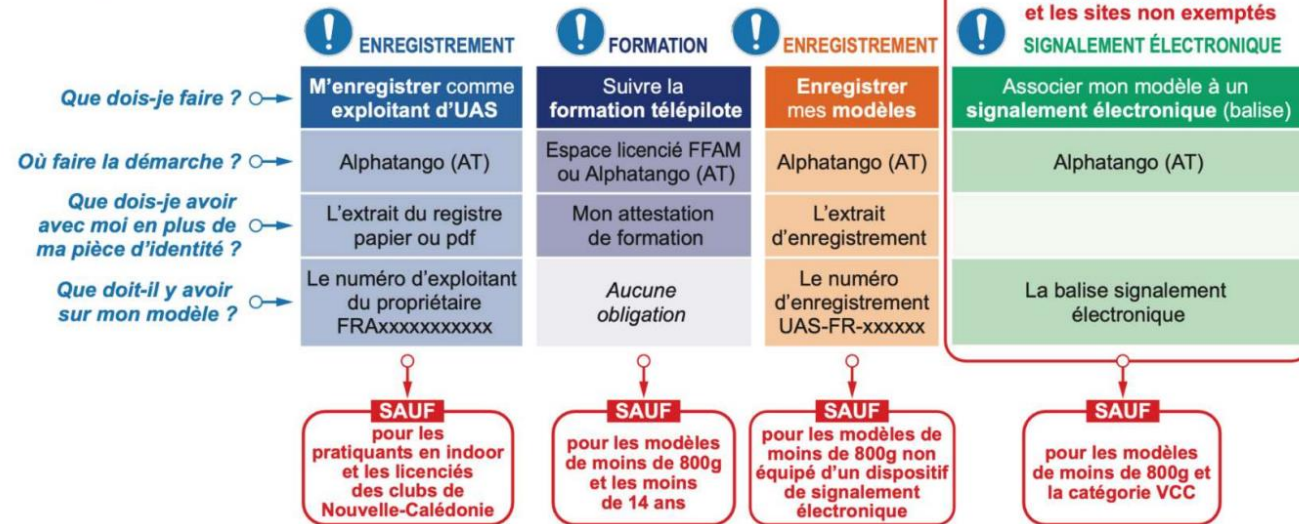 et les sites non exemptés
ENREGISTREMENT
FORMATION
ENREGISTREMENT
SIGNALEMENT ÉLECTRONIQUE
Que dois-je faire ?
M'enregistrer comme
exploitant d'UAS
Suivre la
formation télépilote
Enregistrer
mes modèles
Associer mon modèle à un
signalement électronique (balise)
Où faire la démarche ?
Alphatango (AT)
Espace licencié FFAM
ou Alphatango (AT)
Alphatango (AT)
Alphatango (AT)
Que dois-je avoir
avec moi en plus de
ma pièce d'identité ?
L'extrait du registre
papier ou pdf
Mon attestation
de formation
L'extrait
d'enregistrement
Que doit-il y avoir
sur mon modèle ?
Le numéro d'exploitant
du propriétaire
FRAxxxxxxxxxxx
Aucune
obligation
Le numéro
d'enregistrement
UAS-FR-xxxxxx
La balise signalement
électronique
SAUF
pour les
pratiquants en indoor
et les licenciés
des clubs de
Nouvelle-Calédonie
SAUF
pour les modèles
de moins de 800g
et les moins
de 14 ans
SAUF
pour les modèles de
moins de 800g non
équipé d'un dispositif
de signalement
électronique
SAUF
pour les modèles
de moins de 800g et
la catégorie VCC